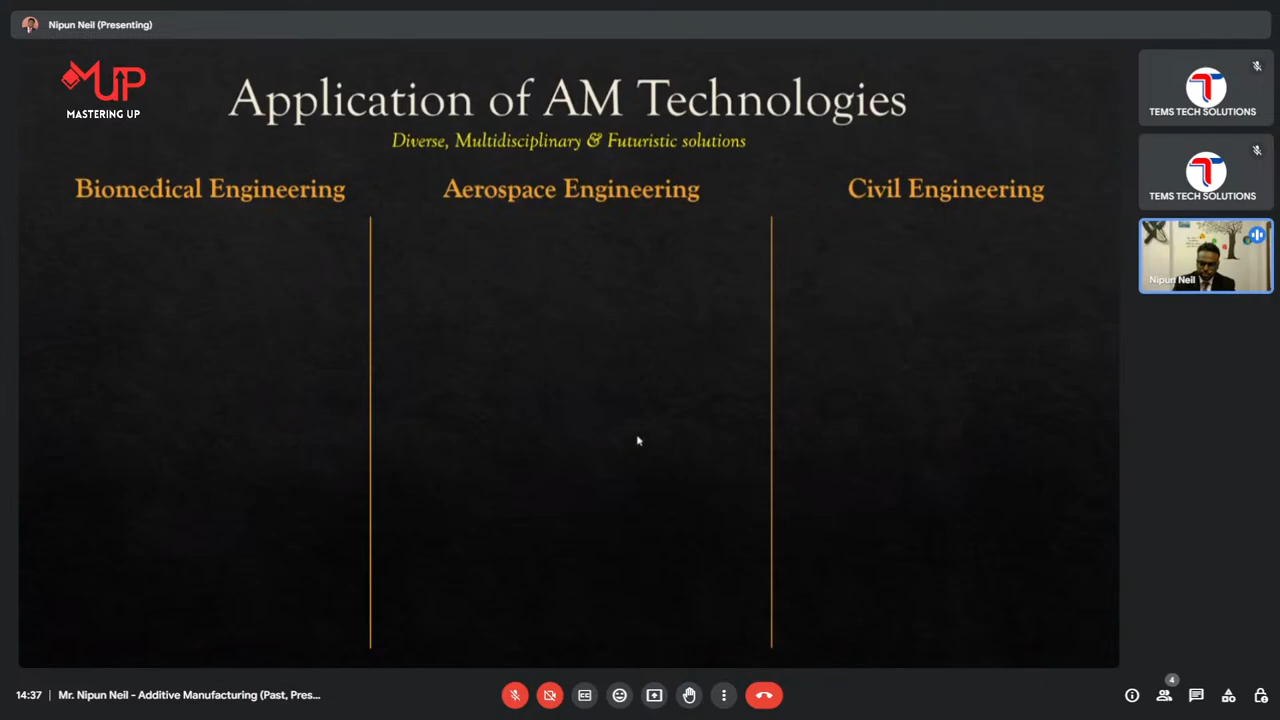 Nipun Neil (Presenting)
MUP
MASTERING UP
Application of AM Technologies
Diverse, Multidisciplinary & Futuristic solutions
Biomedical Engineering
Aerospace Engineering
Civil Engineering
TEMS TECH SOLUTIONS
TEMS TECH SOLUTIONS
Nipun Neil
14:37 | Mr. Nipun Neil - Additive Manufacturing (Past, Pres...
4